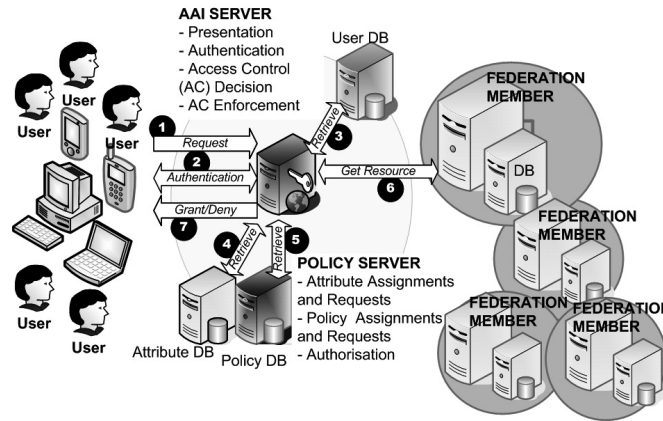 AAI SERVER
- Presentation
- Authentication
- Access Control
(AC) Decision
- AC Enforcement
User DB
User
User
User
1
Request
2
Authentication
Grant/Deny
7
3
Retrieve
Get Resource
6
4
Retrieve
5
Retrieve
FEDERATION
MEMBER
DB
FEDERATION
MEMBER
FEDERATION
MEMBER
FEDERATION
MEMBER
POLICY SERVER
- Attribute Assignments
and Requests
- Policy Assignments
and Requests
- Authorisation
Attribute DB
Policy DB
User
User
User